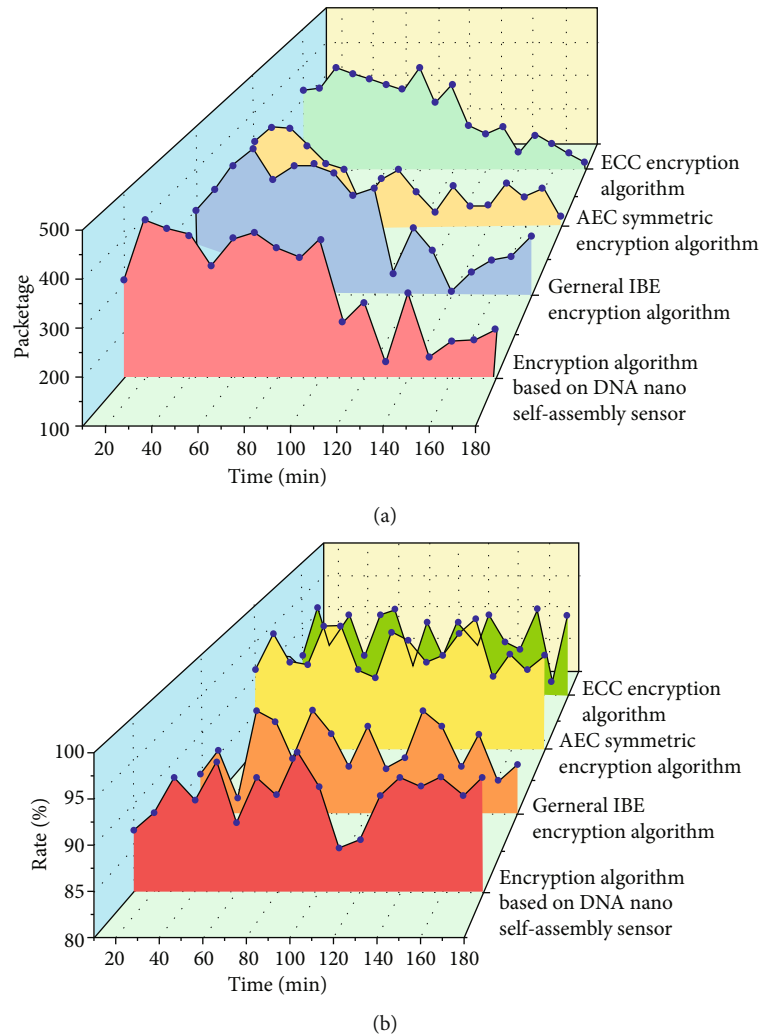 ECC encryption
algorithm
AEC symmetric
encryption algorithm
Gerneral IBE
encryption algorithm
Encryption algorithm
based on DNA nano
self-assembly sensor
500
400
300
200
100
Packetage
20 40 60 80 100 120 140 160 180
Time (min)
(a)
ECC encryption
algorithm
AEC symmetric
encryption algorithm
Gerneral IBE
encryption algorithm
Encryption algorithm
based on DNA nano
self-assembly sensor
100
95
90
85
80
Rate (%)
20 40 60 80 100 120 140 160 180
Time (min)
(b)